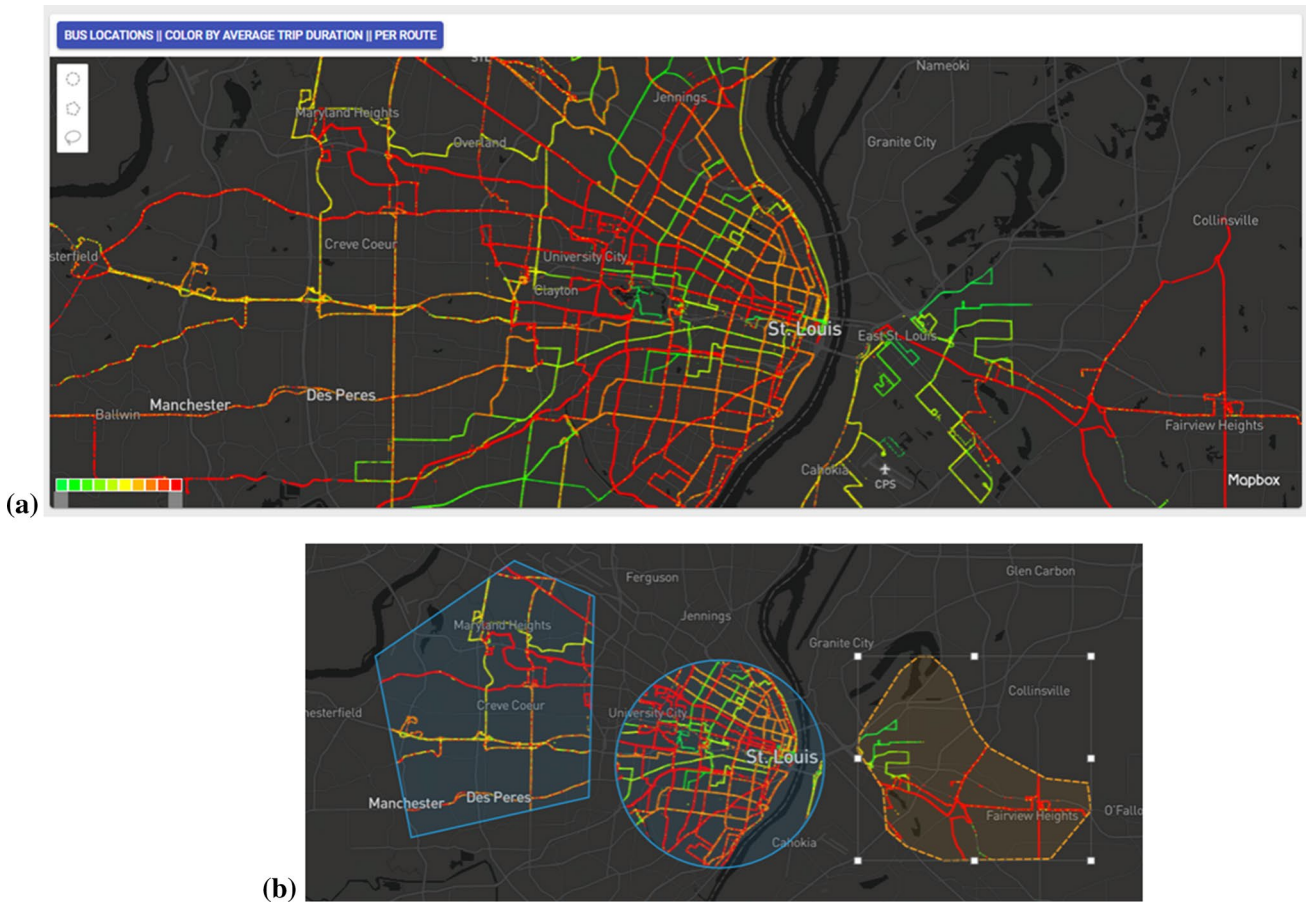 BUS LOCATIONS || COLOR BY AVERAGE TRIP DURATION || PER ROUTE
STL
Nameoki
Jennings
Maryland Heights
Overland
Granite City
Collinsville
Creve Coeur
University City
sterfield
Clayton
St. Louis
East St. Louis
Des Peres
Manchester
Ballwin
Fairview Heights
Cahokia
CPS
Mapbox
(a)
Ferguson
Glen Carbon
Jennings
Maryland Heights
Granite City
Collinsville
Creve Coeur
hesterfield
University City
St. Louis
Manchester
Des Peres
O'Fallo
Fairview Heights
Cahokia
(b)